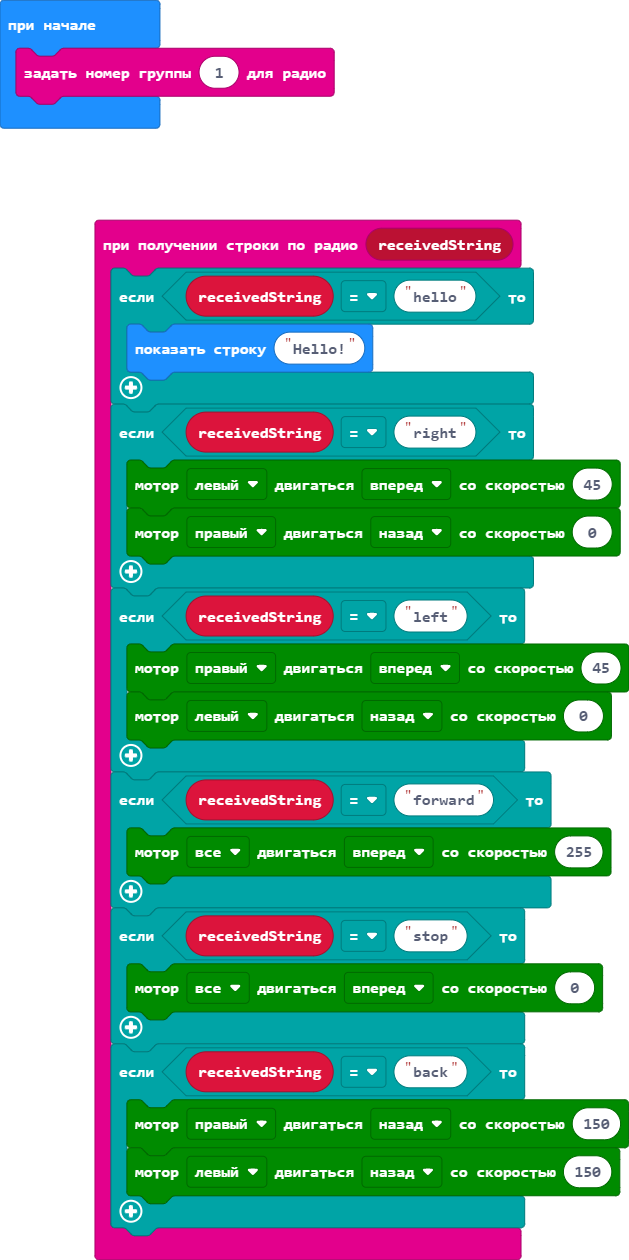 при начале
задать номер группы 1 для радио
при получении строки по радио receivedString
если receivedString = "hello" то
показать строку "Hello!"
если receivedString = "right" то
мотор левый двигаться вперед со скоростью 45
мотор правый двигаться назад со скоростью 0
если receivedString = "left" то
мотор правый двигаться вперед со скоростью 45
мотор левый двигаться назад со скоростью 0
если receivedString = "forward" то
мотор все двигаться вперед со скоростью 255
если receivedString = "stop" то
мотор все двигаться вперед со скоростью 0
если receivedString = "back" то
мотор правый двигаться назад со скоростью 150
мотор левый двигаться назад со скоростью 150